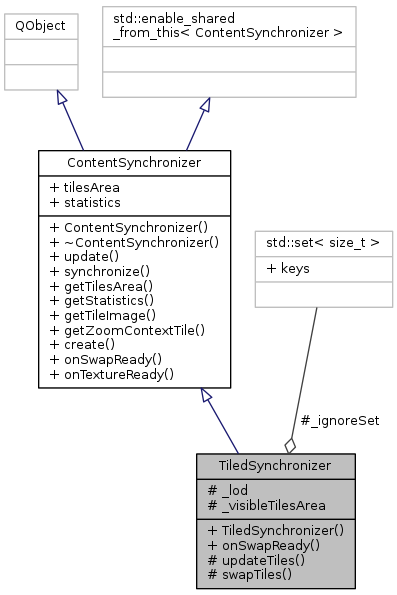 QObject
std::enable_shared
_from_this< ContentSynchronizer >
ContentSynchronizer
+ tilesArea
+ statistics
+ ContentSynchronizer()
+ ~ContentSynchronizer()
+ update()
+ synchronize()
+ getTilesArea()
+ getStatistics()
+ getTileImage()
+ getZoomContextTile()
+ create()
+ onSwapReady()
+ onTextureReady()
std::set< size_t >
+ keys
#_ignoreSet
TiledSynchronizer
# _lod
# _visibleTilesArea
+ TiledSynchronizer()
+ onSwapReady()
# updateTiles()
# swapTiles()